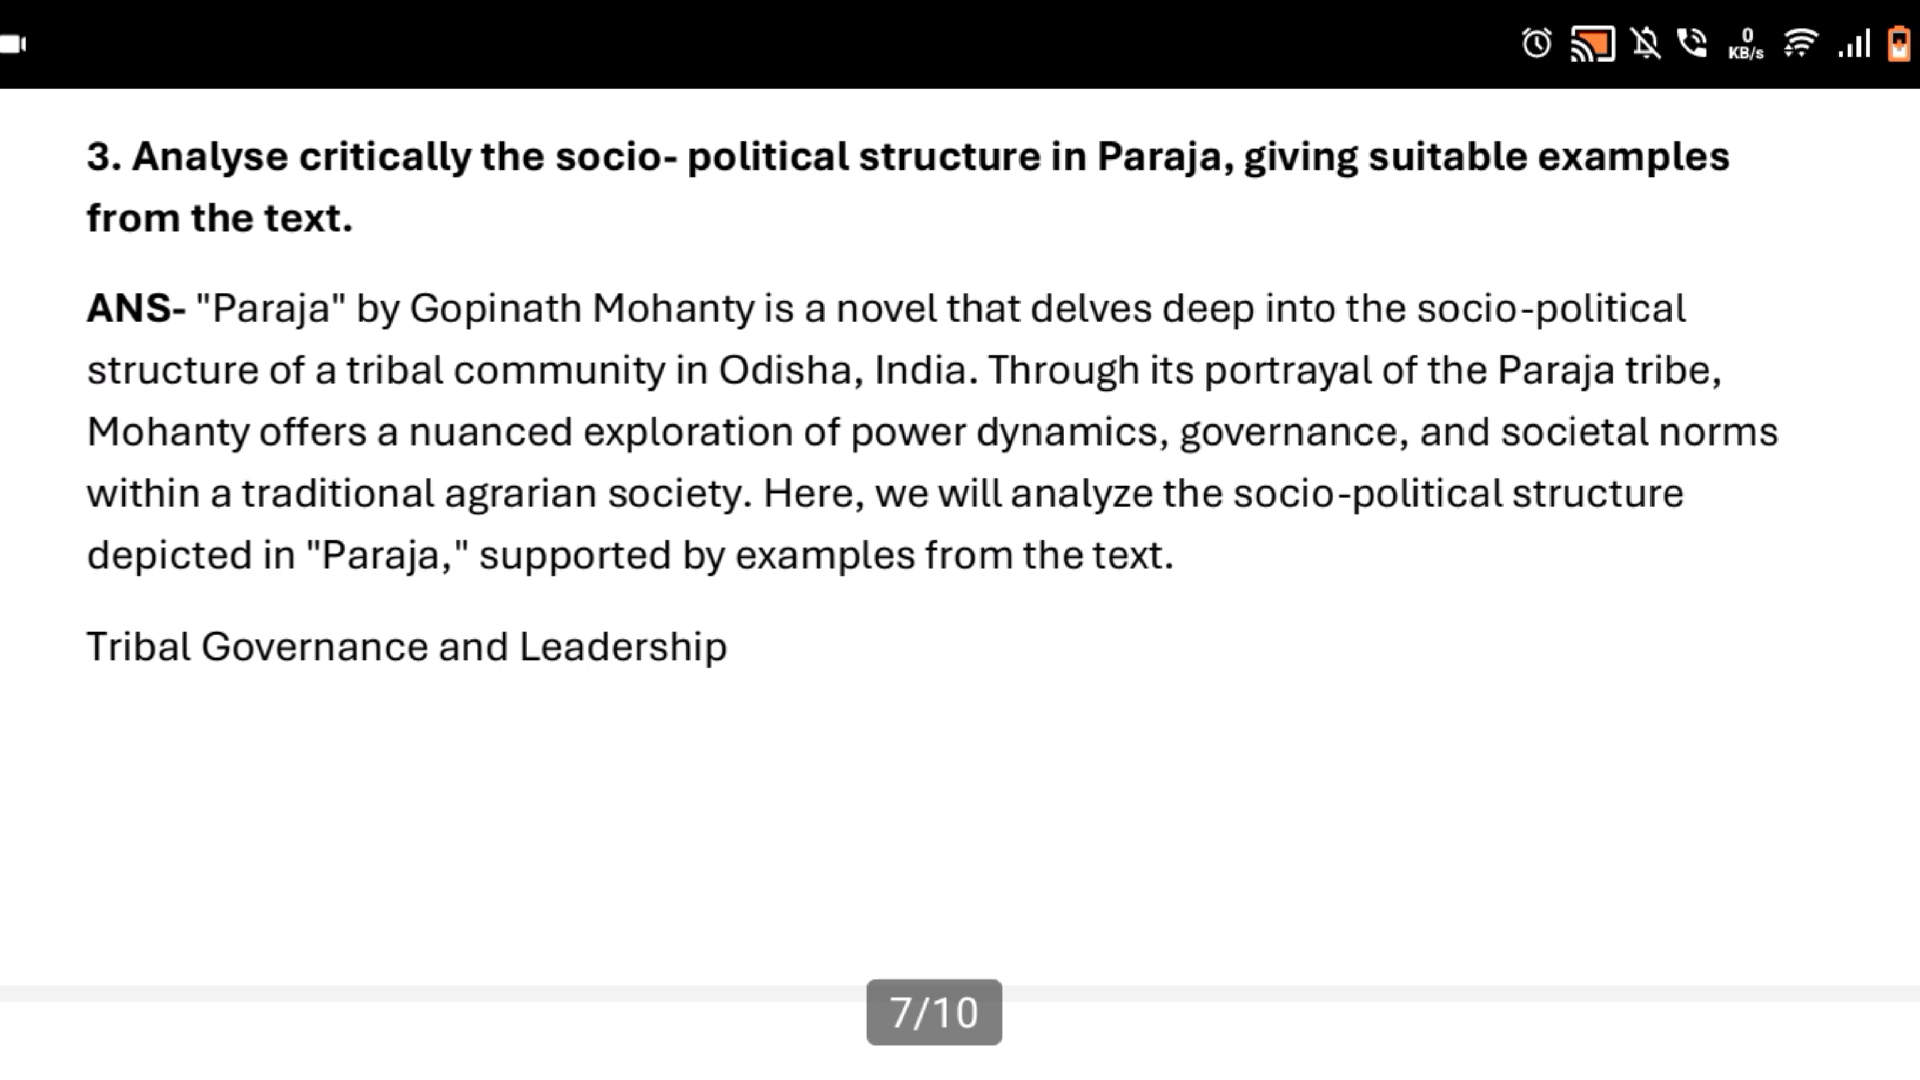 0
KB/s
3. Analyse critically the socio- political structure in Paraja, giving suitable examples
from the text.
ANS- "Paraja" by Gopinath Mohanty is a novel that delves deep into the socio-political
structure of a tribal community in Odisha, India. Through its portrayal of the Paraja tribe,
Mohanty offers a nuanced exploration of power dynamics, governance, and societal norms
within a traditional agrarian society. Here, we will analyze the socio-political structure
depicted in "Paraja," supported by examples from the text.
Tribal Governance and Leadership
7/10